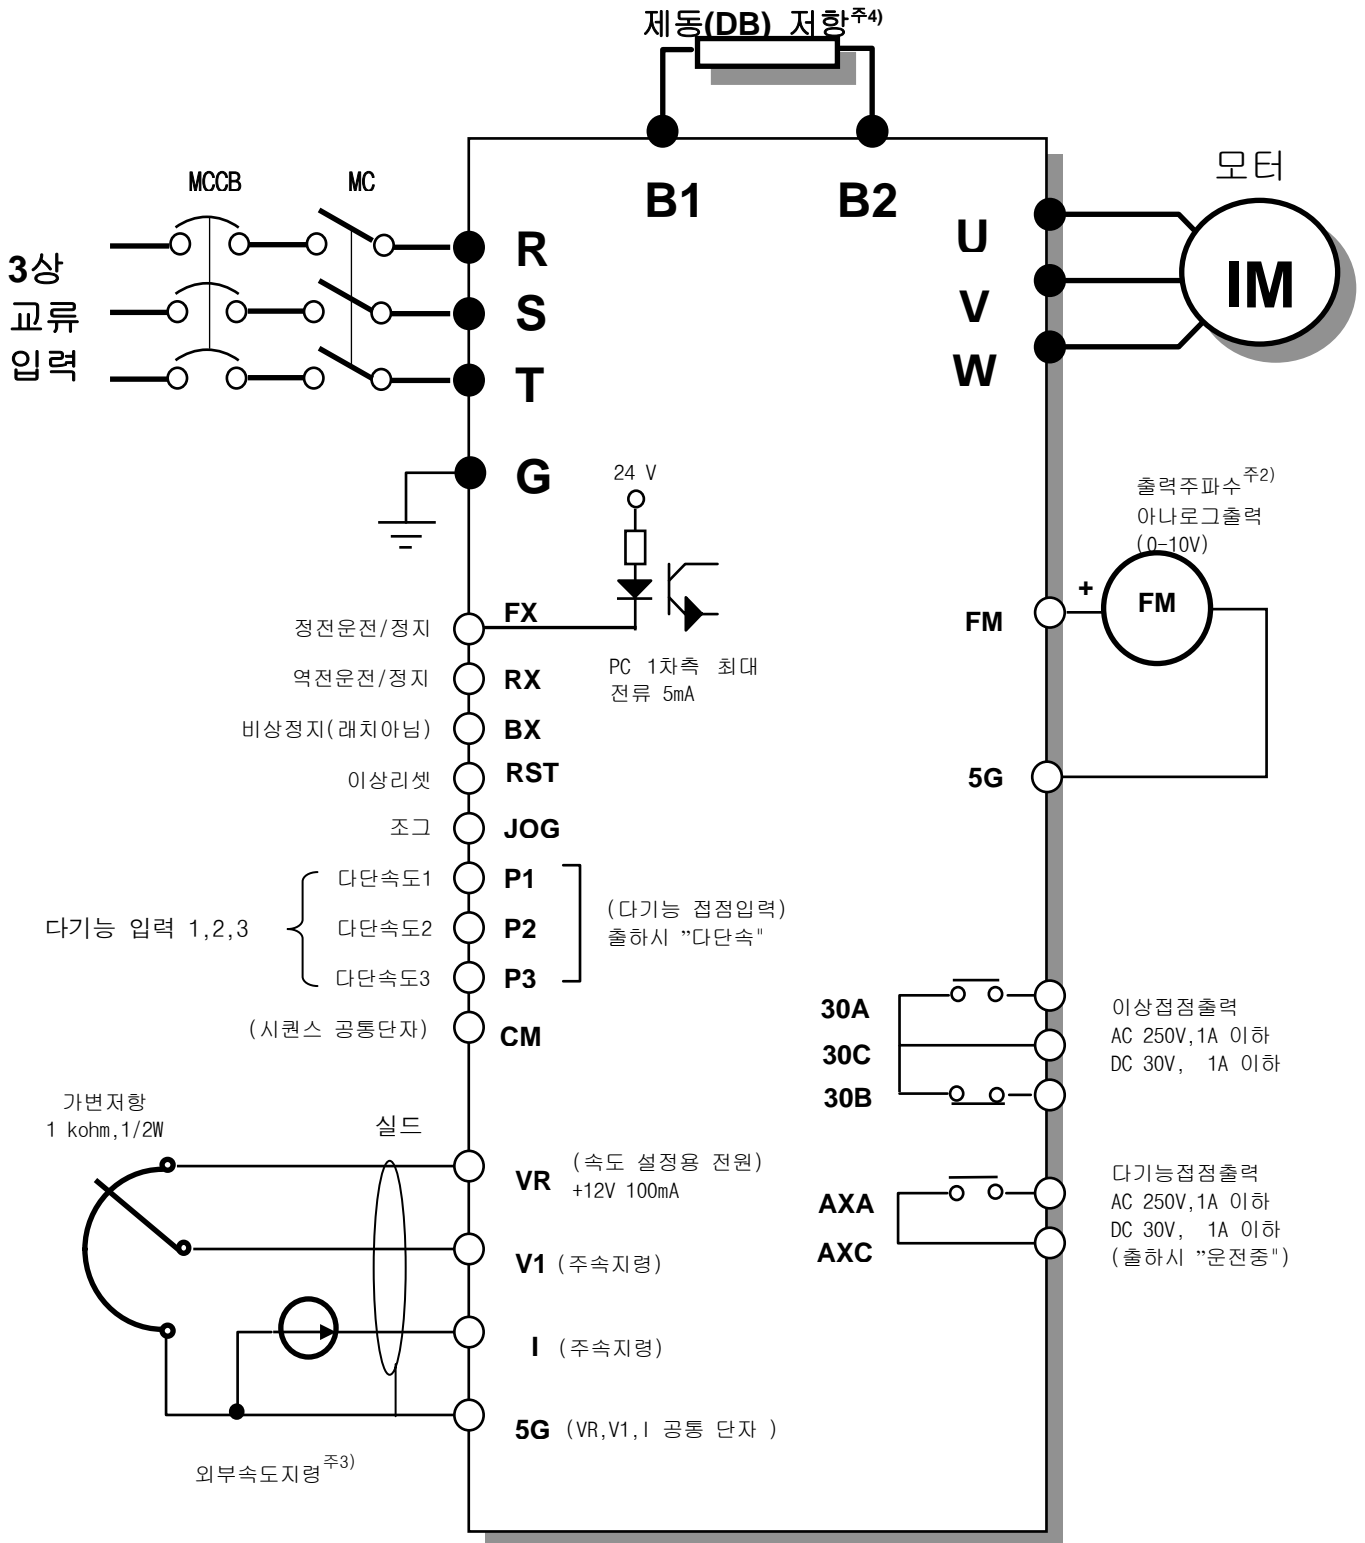 제동(DB) 저항주4)
B1
B2
MCCB
MC
3상
교류
입력
R
S
T
G
U
V
W
모터
IM
24 V
FX
정전운전/정지
PC 1차측 최대
전류 5mA
역전운전/정지
RX
비상정지(래치아님)
BX
이상리셋
RST
조그
JOG
다기능 입력 1,2,3
다단속도1
P1
다단속도2
P2
다단속도3
P3
(다기능 접점입력)
출하시 ”다단속"
(시퀀스 공통단자)
CM
출력주파수주2)
아나로그출력
(0-10V)
+
FM
FM
5G
30A
30C
30B
이상접점출력
AC 250V,1A 이하
DC 30V, 1A 이하
AXA
AXC
다기능접점출력
AC 250V,1A 이하
DC 30V, 1A 이하
(출하시 ”운전중")
가변저항
1 kohm,1/2W
실드
VR
(속도 설정용 전원)
+12V 100mA
V1 (주속지령)
I (주속지령)
5G (VR,V1,I 공통 단자 )
외부속도지령주3)